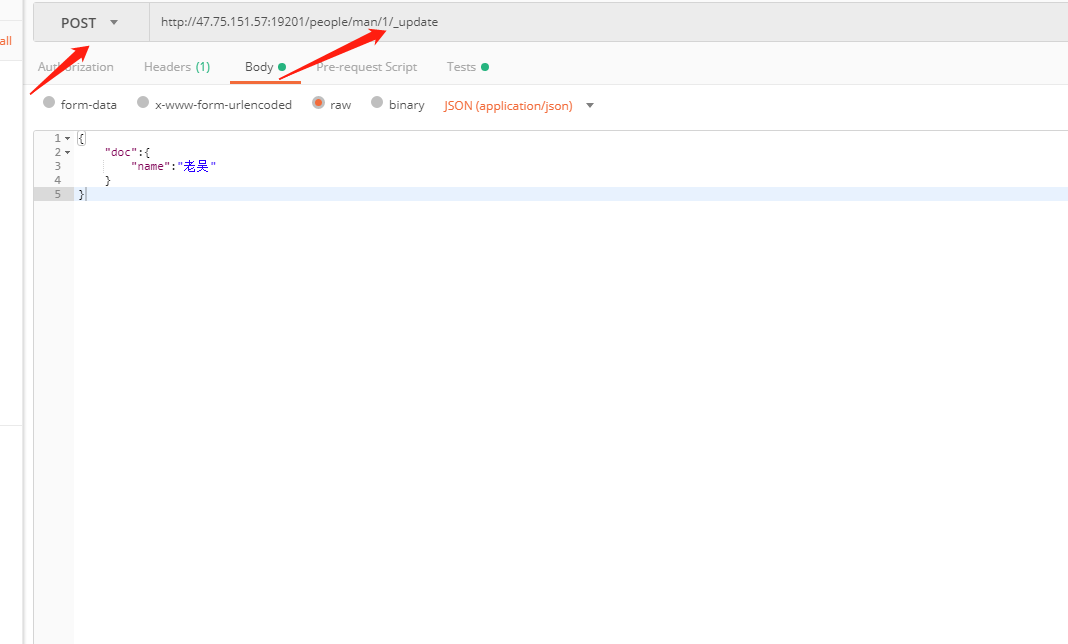 POST http://47.75.151.57:19201/people/man/1/_update
all
Authorization Headers (1) Body Pre-request Script Tests
form-data x-www-form-urlencoded raw binary JSON (application/json)
1 {
2 "doc":{
3 "name":"老吴"
4 }
5 }